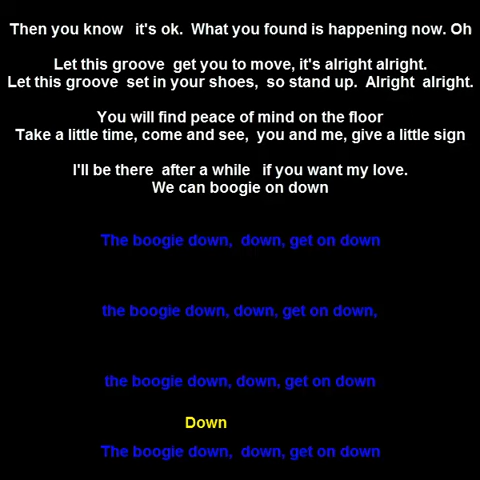 Then you know   it's ok.  What you found is happening now. Oh
Let this groove  get you to move, it's alright alright.
Let this groove  set in your shoes,  so stand up.  Alright  alright.
You will find peace of mind on the floor
Take a little time, come and see,  you and me, give a little sign
I'll be there  after a while   if you want my love.
We can boogie on down
The boogie down,  down, get on down
the boogie down, down, get on down,
the boogie down, down, get on down
Down
The boogie down,  down, get on down